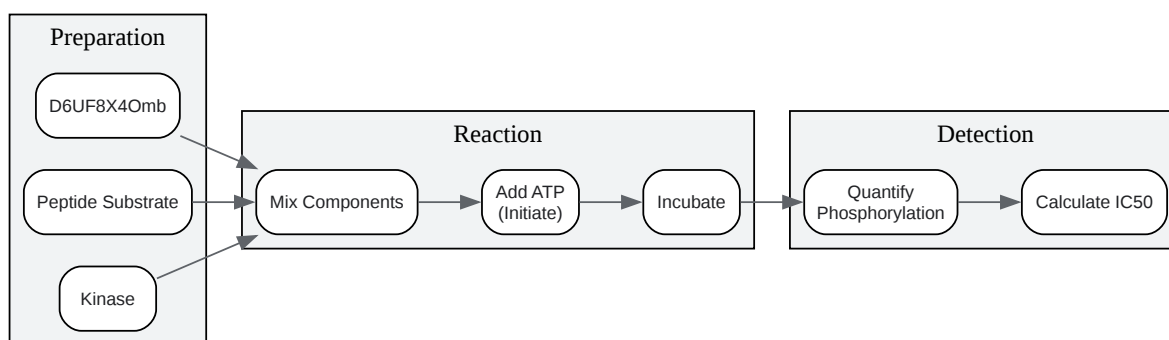 Preparation
D6UF8X4Omb
Peptide Substrate
Kinase
Reaction
Mix Components
Add ATP
(Initiate)
Incubate
Detection
Quantify
Phosphorylation
Calculate IC50